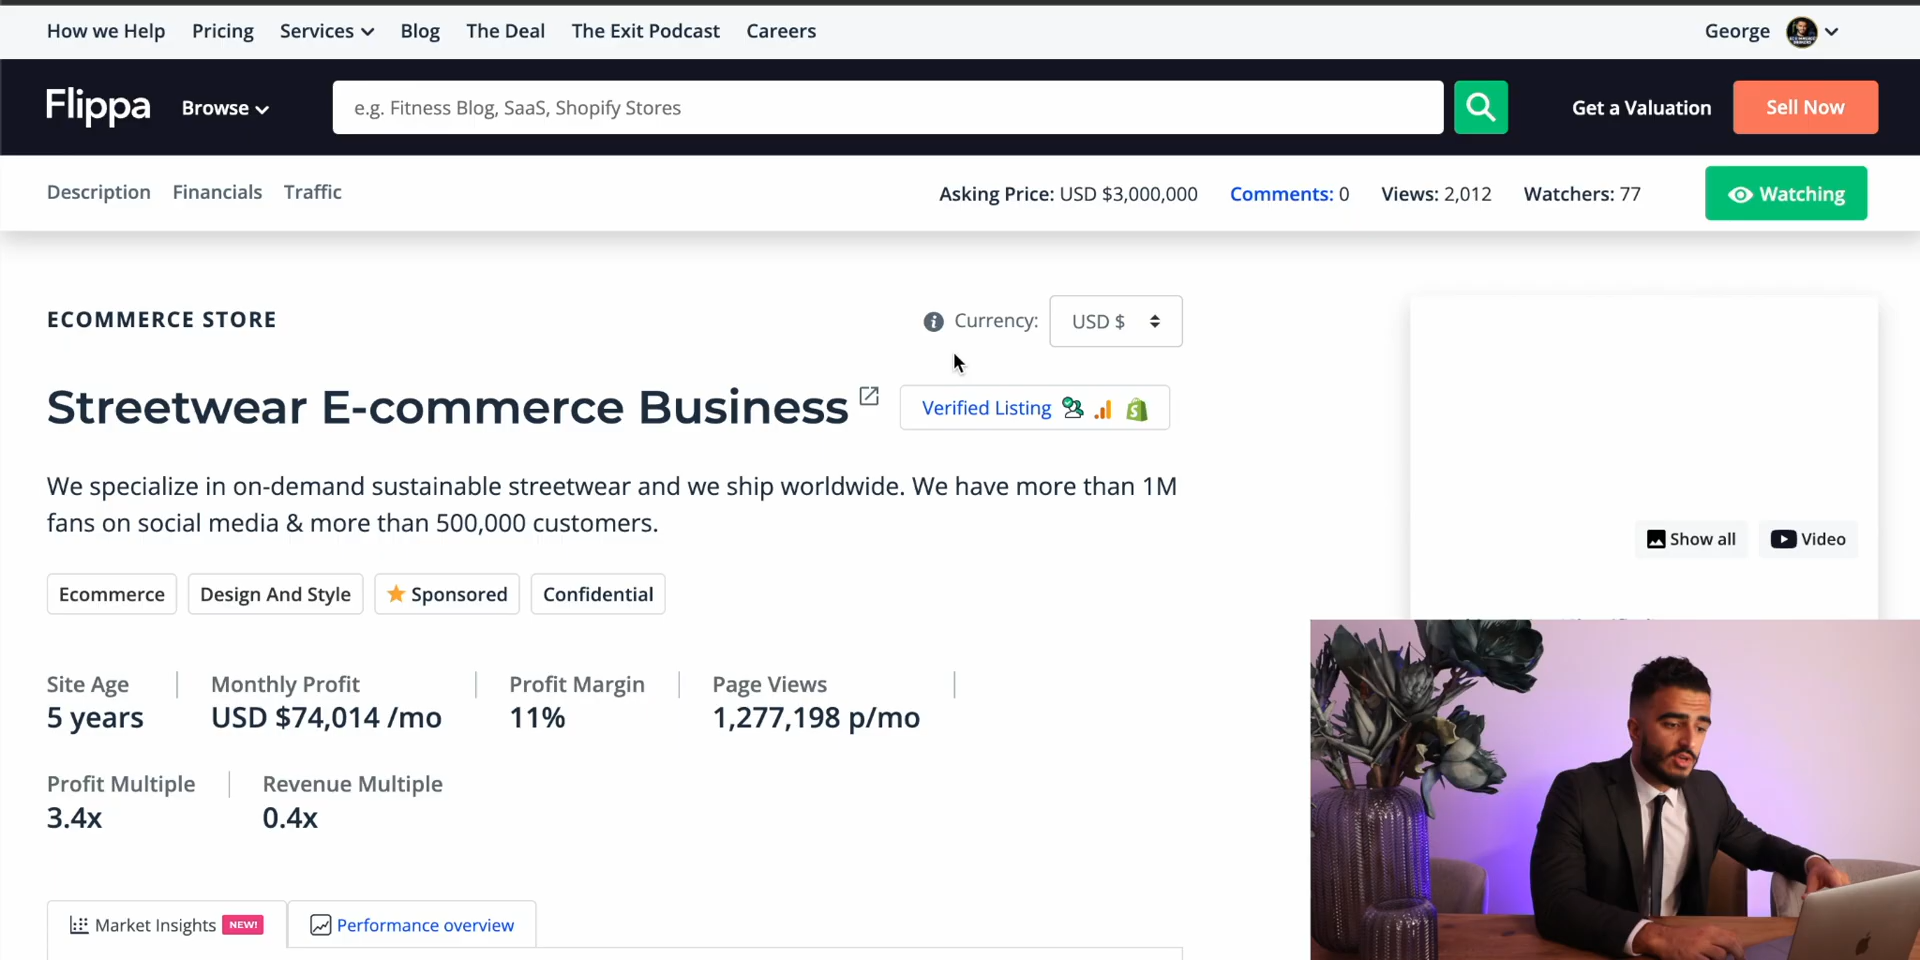 How we Help Pricing Services Blog The Deal The Exit Podcast Careers George
Flippa Browse e.g. Fitness Blog, SaaS, Shopify Stores Get a Valuation Sell Now
Description Financials Traffic Asking Price: USD $3,000,000 Comments: 0 Views: 2,012 Watchers: 77 Watching
ECOMMERCE STORE Currency: USD $
Streetwear E-commerce Business Verified Listing
We specialize in on-demand sustainable streetwear and we ship worldwide. We have more than 1M
fans on social media & more than 500,000 customers.
Show all Video
Ecommerce Design And Style Sponsored Confidential
Site Age Monthly Profit Profit Margin Page Views
5 years USD $74,014 /mo 11% 1,277,198 p/mo
Profit Multiple Revenue Multiple
3.4x 0.4x
Market Insights NEW! Performance overview